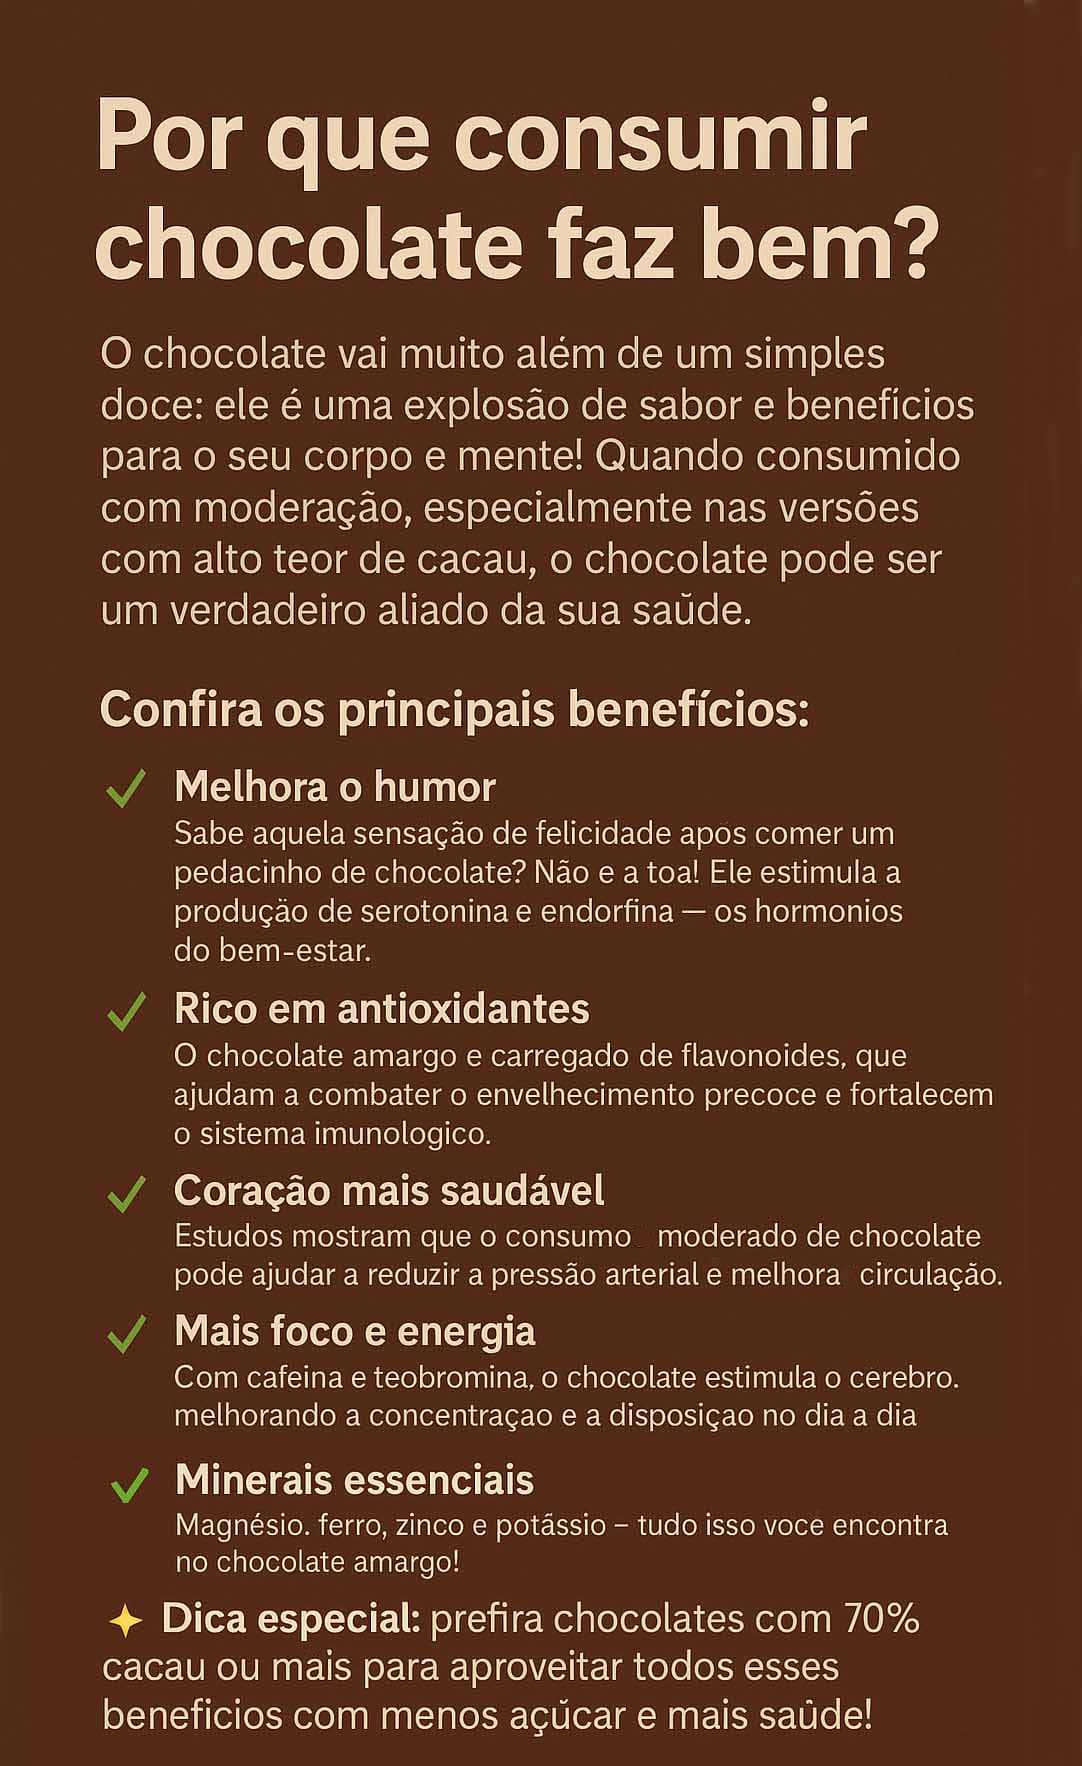 Por que consumir
chocolate faz bem?
O chocolate vai muito além de um simples
doce: ele é uma explosão de sabor e benefícios
para o seu corpo e mente! Quando consumido
com moderação, especialmente nas versões
com alto teor de cacau, o chocolate pode ser
um verdadeiro aliado da sua saŭde.
Confira os principais benefícios:
✓ Melhora o humor
Sabe aquela sensação de felicidade apös comer um
pedacinho de chocolate? Não e a toa! Ele estimula a
produçäo de serotonina e endorfina — os hormonios
do bem-estar.
✓ Rico em antioxidantes
O chocolate amargo e carregado de flavonoides, que
ajudam a combater o envelhecimento precoce e fortalecem
o sistema imunologico.
✓ Coração mais saudável
Estudos mostram que o consumo moderado de chocolate
pode ajudar a reduzir a pressão arterial e melhora circulação.
✓ Mais foco e energia
Com cafeina e teobromina, o chocolate estimula o cerebro.
melhorando a concentraçao e a disposiçao no dia a dia
✓ Minerais essenciais
Magnésio. ferro, zinco e potãssio – tudo isso voce encontra
no chocolate amargo!
Dica especial: prefira chocolates com 70%
cacau ou mais para aproveitar todos esses
beneficios com menos açŭcar e mais saûde!